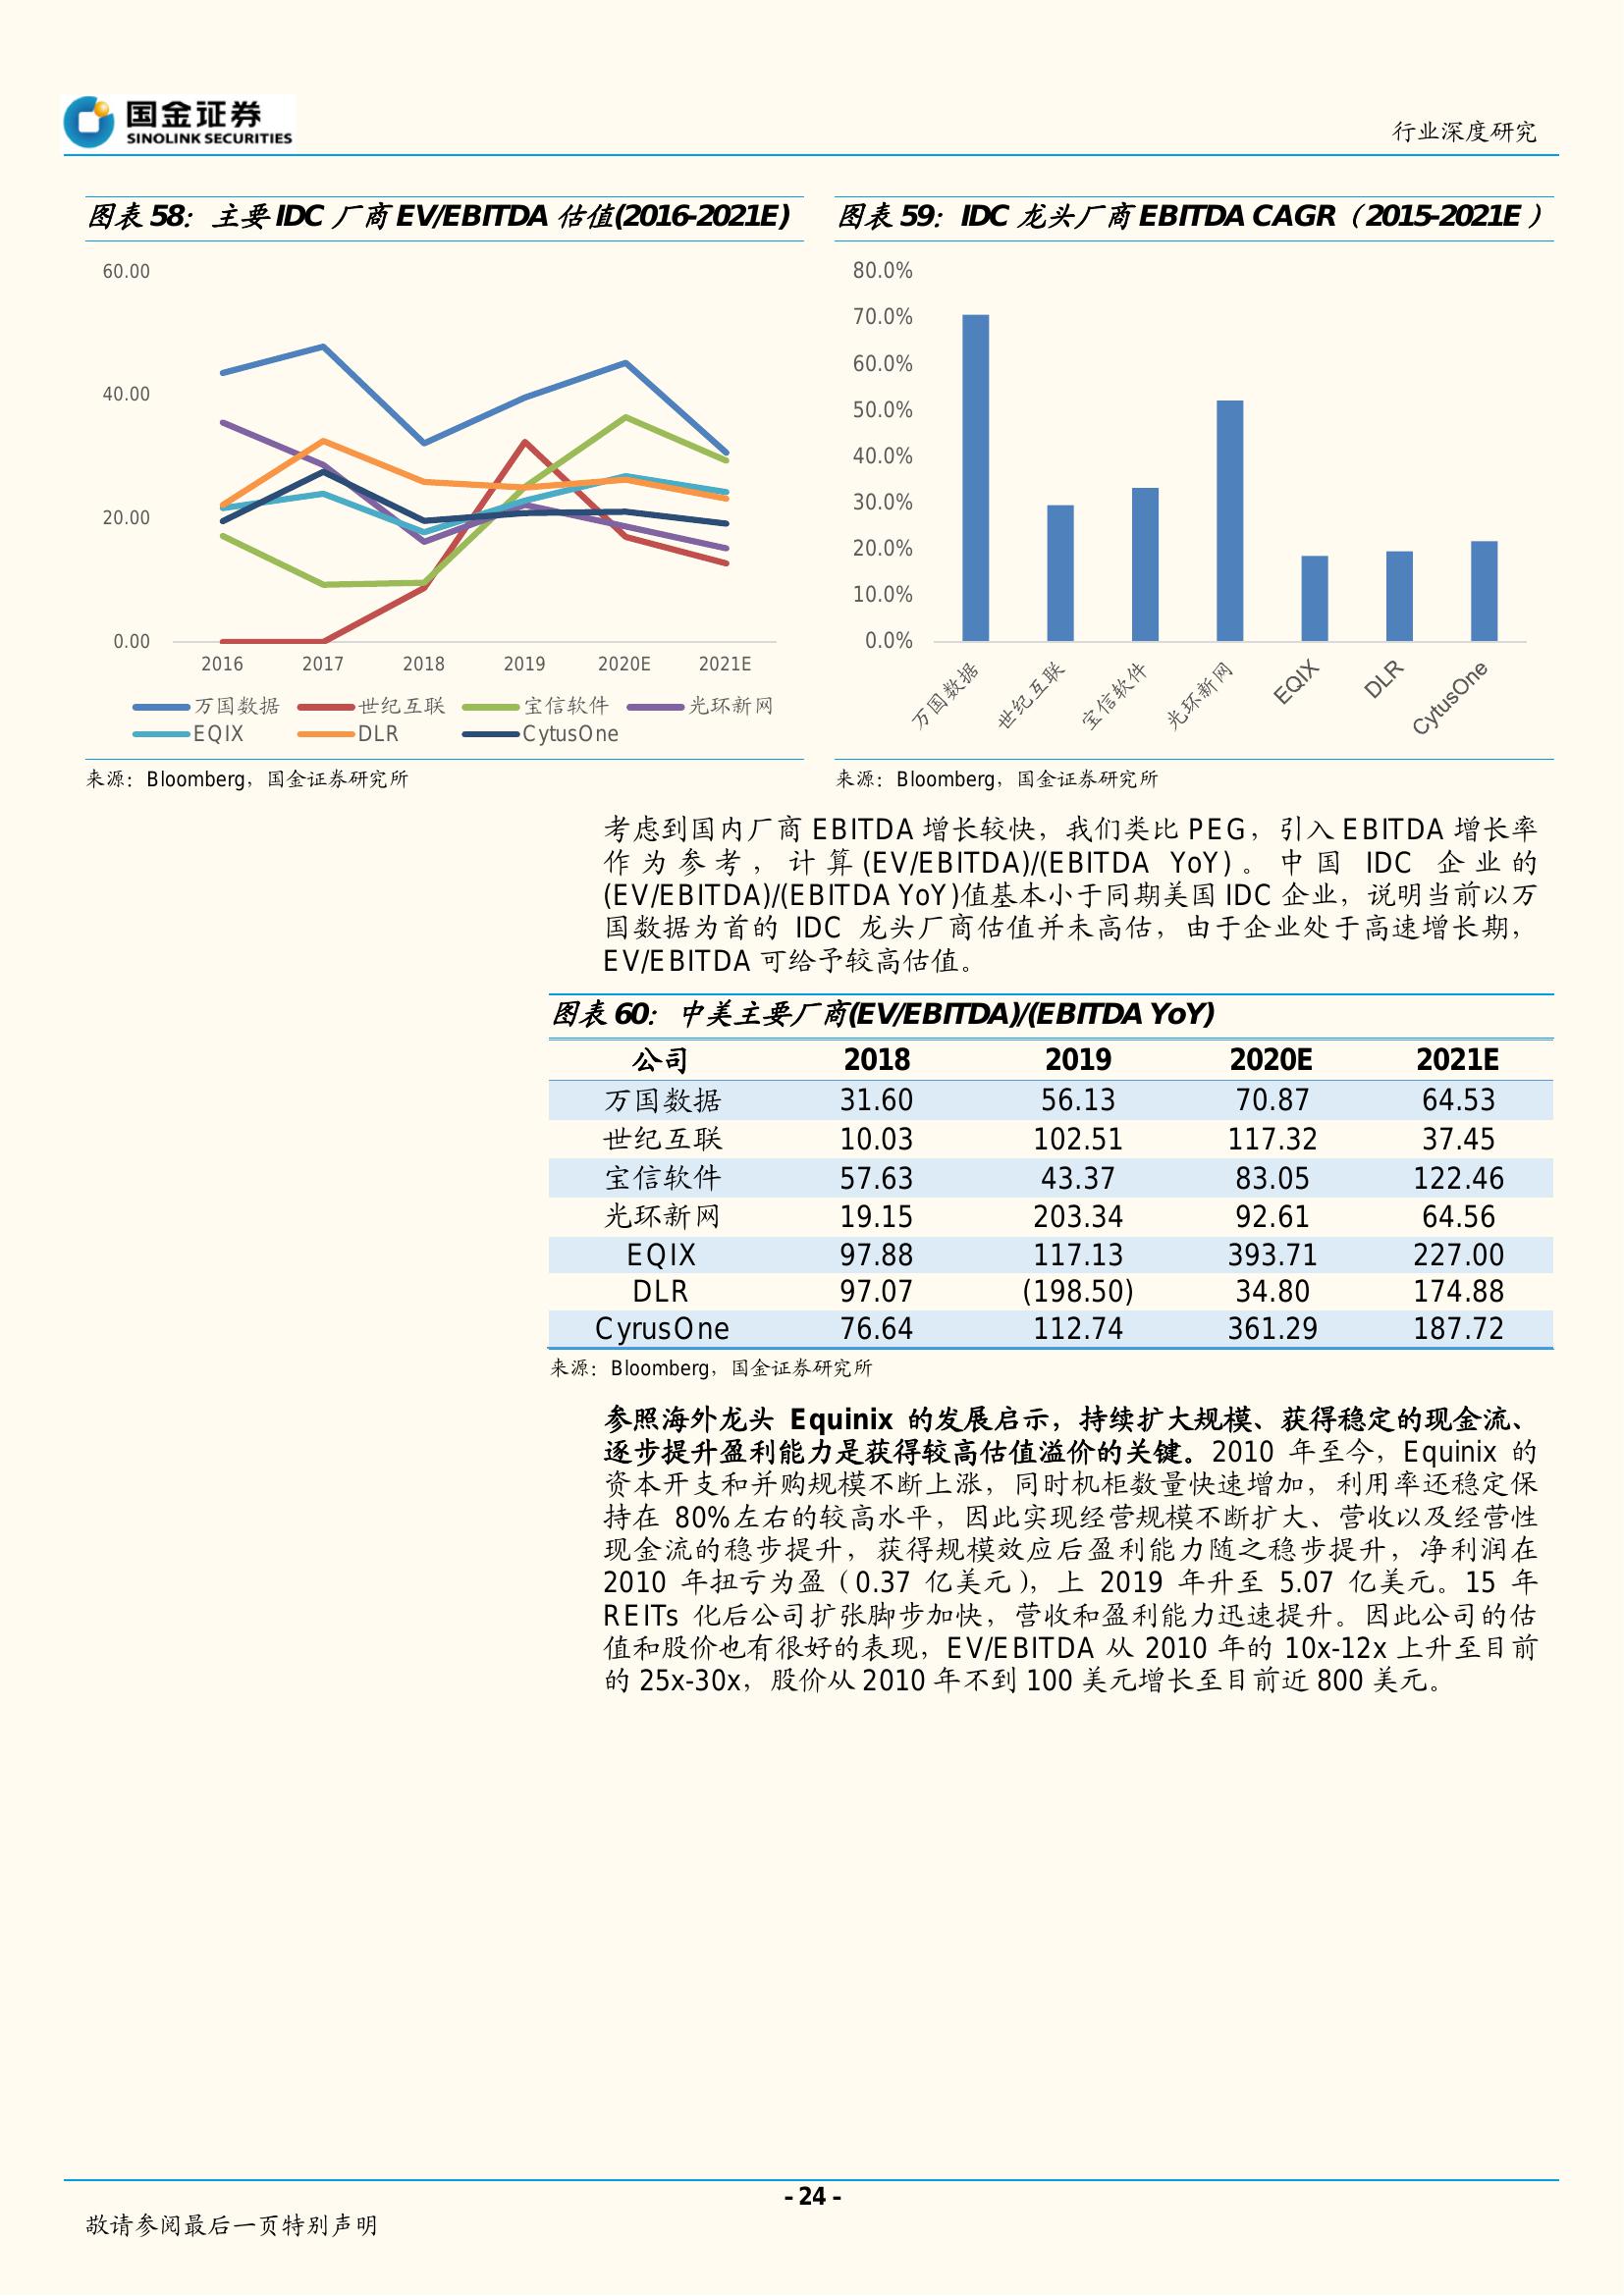 国金证券
SINOLINK SECURITIES
行业深度研究
图表 58：主要 IDC 厂商 EV/EBITDA 估值(2016-2021E)
60.00
40.00
20.00
0.00
2016 2017 2018 2019 2020E 2021E
万国数据 世纪互联 宝信软件 光环新网
EQIX DLR CytusOne
来源：Bloomberg，国金证券研究所
图表 59：IDC 龙头厂商 EBITDA CAGR（2015-2021E）
80.0%
70.0%
60.0%
50.0%
40.0%
30.0%
20.0%
10.0%
0.0%
万国数据 世纪互联 宝信软件 光环新网 EQIX DLR CytusOne
来源：Bloomberg，国金证券研究所
考虑到国内厂商 EBITDA 增长较快，我们类比 PEG，引入 EBITDA 增长率
作为参考，计算(EV/EBITDA)/(EBITDA YoY)。中国 IDC 企业的
(EV/EBITDA)/(EBITDA YoY)值基本小于同期美国 IDC 企业，说明当前以万
国数据为首的 IDC 龙头厂商估值并未高估，由于企业处于高速增长期，
EV/EBITDA 可给予较高估值。
图表 60：中美主要厂商(EV/EBITDA)/(EBITDA YoY)
公司 2018 2019 2020E 2021E
万国数据 31.60 56.13 70.87 64.53
世纪互联 10.03 102.51 117.32 37.45
宝信软件 57.63 43.37 83.05 122.46
光环新网 19.15 203.34 92.61 64.56
EQIX 97.88 117.13 393.71 227.00
DLR 97.07 (198.50) 34.80 174.88
CyrusOne 76.64 112.74 361.29 187.72
来源：Bloomberg，国金证券研究所
参照海外龙头 Equinix 的发展启示，持续扩大规模、获得稳定的现金流、
逐步提升盈利能力是获得较高估值溢价的关键。2010 年至今，Equinix 的
资本开支和并购规模不断上涨，同时机柜数量快速增加，利用率还稳定保
持在 80%左右的较高水平，因此实现经营规模不断扩大、营收以及经营性
现金流的稳步提升，获得规模效应后盈利能力随之稳步提升，净利润在
2010 年扭亏为盈（0.37 亿美元），上 2019 年升至 5.07 亿美元。15 年
REITs 化后公司扩张脚步加快，营收和盈利能力迅速提升。因此公司的估
值和股价也有很好的表现，EV/EBITDA 从 2010 年的 10x-12x 上升至目前
的 25x-30x，股价从 2010 年不到 100 美元增长至目前近 800 美元。
- 24 -
敬请参阅最后一页特别声明